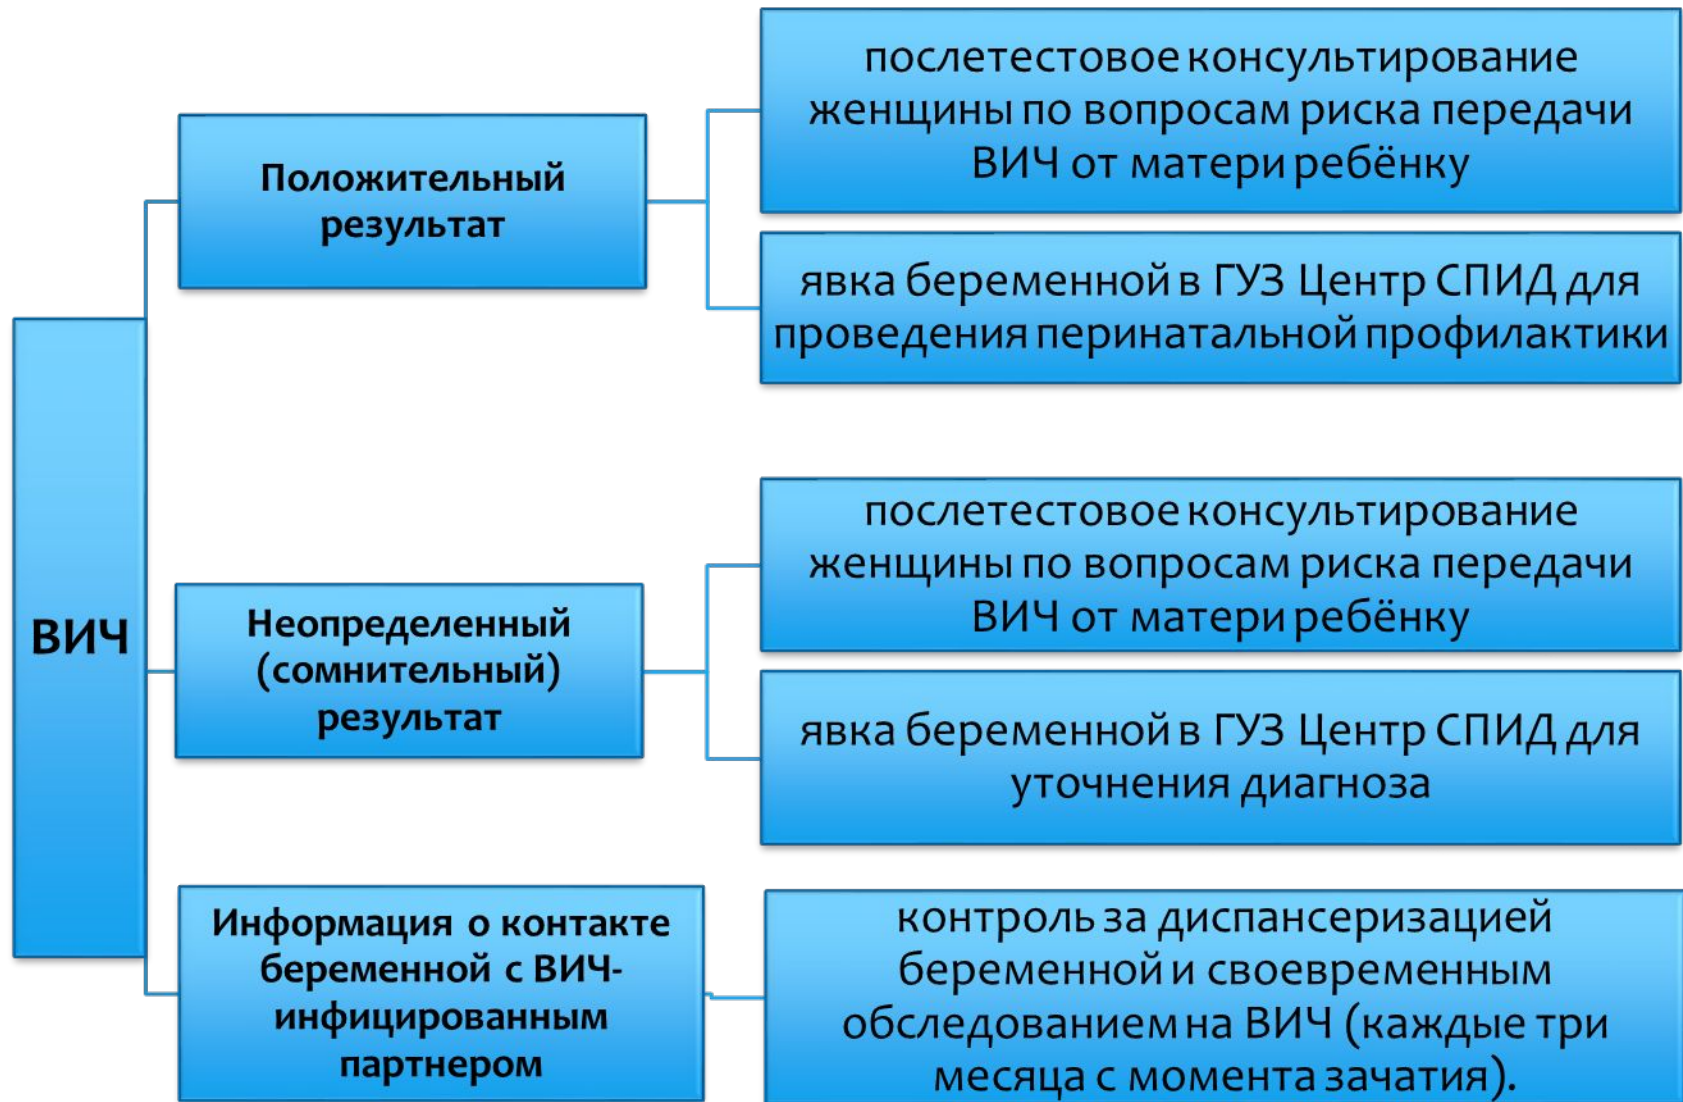 ВИЧ
Положительный
результат
послетестовое консультирование
женщины по вопросам риска передачи
ВИЧ от матери ребёнку
явка беременной в ГУЗ Центр СПИД для
проведения перинатальной профилактики
Неопределенный
(сомнительный)
результат
послетестовое консультирование
женщины по вопросам риска передачи
ВИЧ от матери ребёнку
явка беременной в ГУЗ Центр СПИД для
уточнения диагноза
Информация о контакте
беременной с ВИЧ-
инфицированным
партнером
контроль за диспансеризацией
беременной и своевременным
обследованием на ВИЧ (каждые три
месяца с момента зачатия).